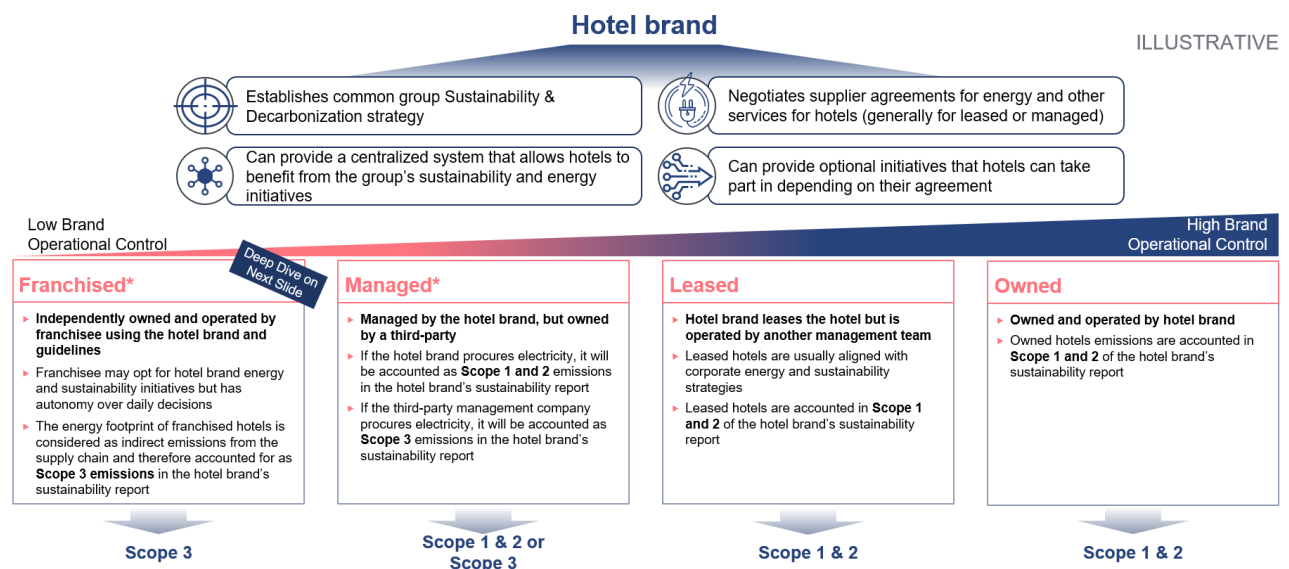 Hotel brand
ILLUSTRATIVE
Establishes common group Sustainability &
Decarbonization strategy
Negotiates supplier agreements for energy and other
services for hotels (generally for leased or managed)
Can provide a centralized system that allows hotels to
benefit from the group's sustainability and energy
initiatives
Can provide optional initiatives that hotels can take
part in depending on their agreement
Low Brand
Operational Control
High Brand
Operational Control
Deep Dive on
Next Slide
Franchised*
Independently owned and operated by
franchisee using the hotel brand and
guidelines
Franchisee may opt for hotel brand energy
and sustainability initiatives but has
autonomy over daily decisions
The energy footprint of franchised hotels is
considered as indirect emissions from the
supply chain and therefore accounted for as
Scope 3 emissions in the hotel brand's
sustainability report
Scope 3
Managed*
Managed by the hotel brand, but owned
by a third-party
If the hotel brand procures electricity, it will
be accounted as Scope 1 and 2 emissions
in the hotel brand's sustainability report
If the third-party management company
procures electricity, it will be accounted as
Scope 3 emissions in the hotel brand's
sustainability report
Scope 1 & 2 or
Scope 3
Leased
Hotel brand leases the hotel but is
operated by another management team
Leased hotels are usually aligned with
corporate energy and sustainability
strategies
Leased hotels are accounted in Scope 1
and 2 of the hotel brand's sustainability
report
Scope 1 & 2
Owned
Owned and operated by hotel brand
Owned hotels emissions are accounted in
Scope 1 and 2 of the hotel brand's
sustainability report
Scope 1 & 2